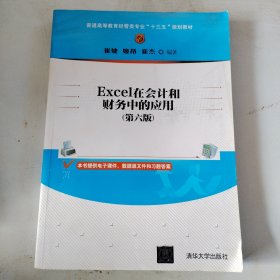 普通高等教育经管类专业“十三五”规划教材
崔婕 姬昂 崔杰 编著
Excel在会计和
财务中的应用
(第六版)
本书提供电子课件、数据源文件和习题答案
清华大学出版社